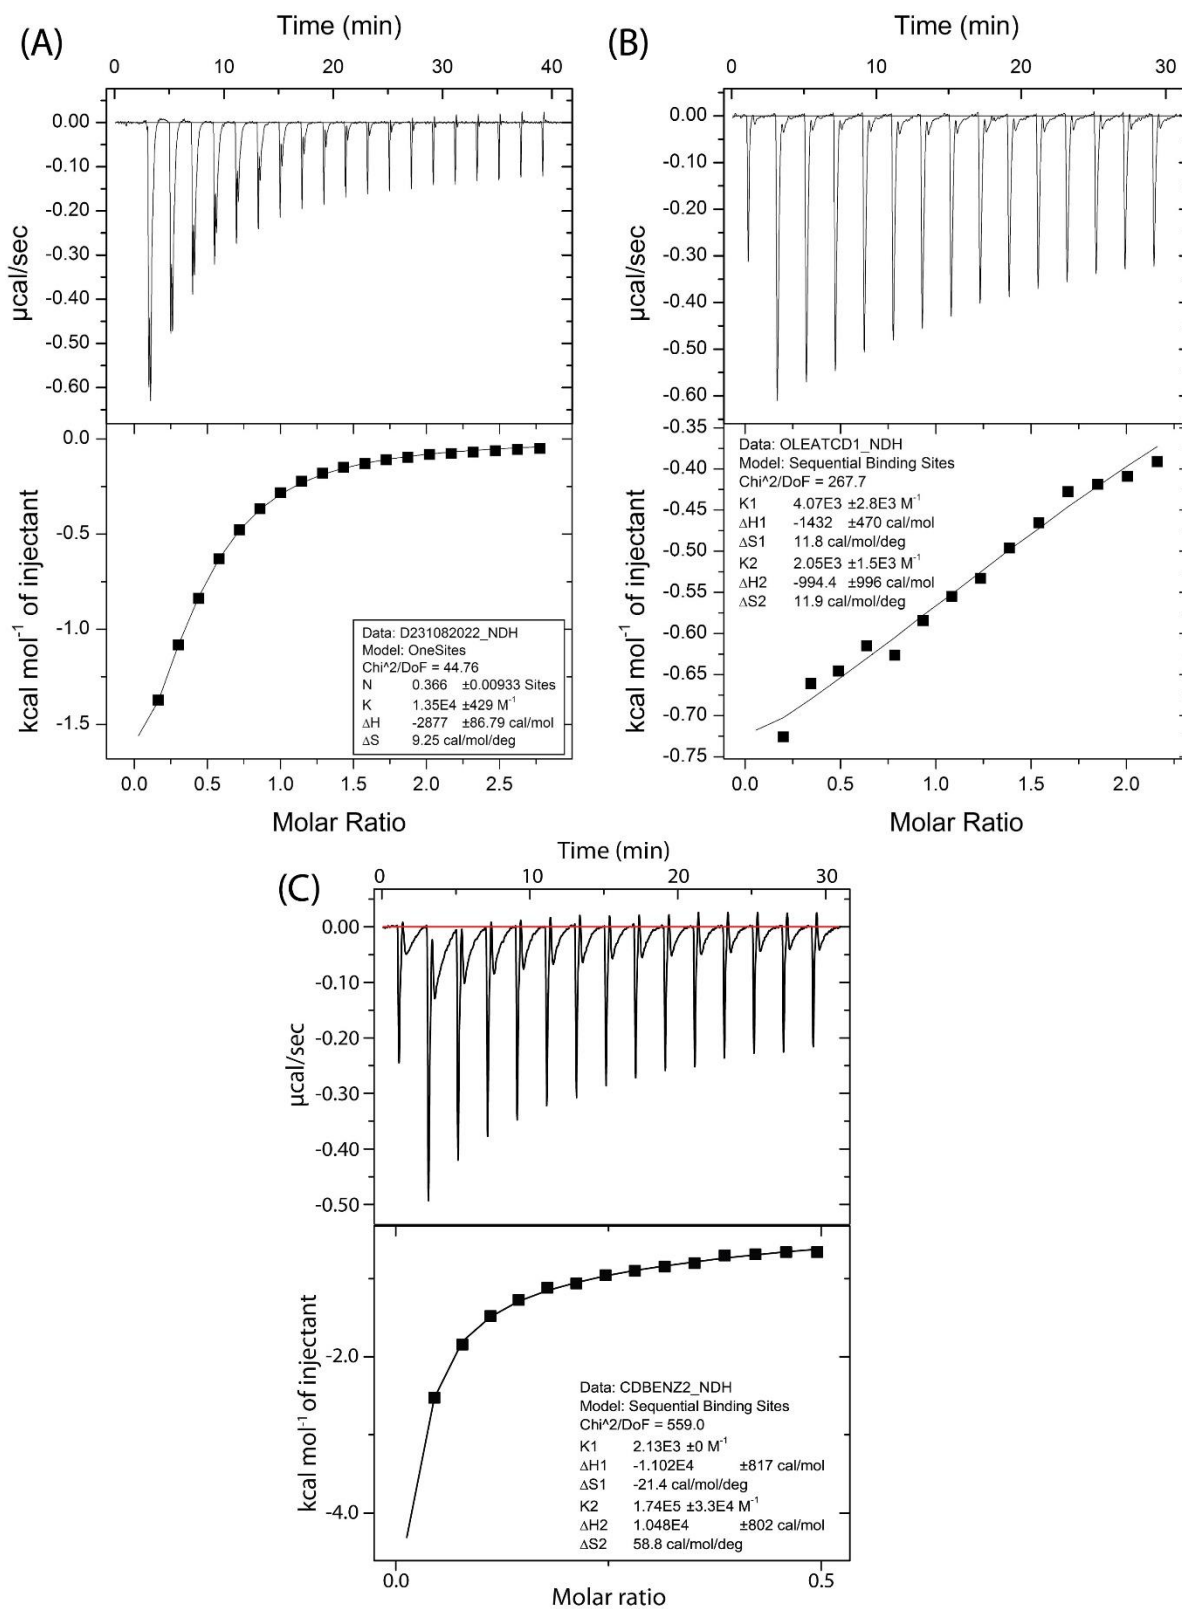 (A)
Time (min)
0 10 20 30 40
0.00
-0.10
-0.20
-0.30
-0.40
-0.50
-0.60
µcal/sec
0.0
-0.5
-1.0
-1.5
kcal mol⁻¹ of injectant
Data: D231082022_NDH
Model: OneSites
Chi^2/DoF = 44.76
N 0.366 ±0.00933 Sites
K 1.35E4 ±429 M⁻¹
ΔH -2877 ±86.79 cal/mol
ΔS 9.25 cal/mol/deg
0.0 0.5 1.0 1.5 2.0 2.5
Molar Ratio
(B)
Time (min)
0 10 20 30
0.00
-0.10
-0.20
-0.30
-0.40
-0.50
-0.60
µcal/sec
-0.35
-0.40
-0.45
-0.50
-0.55
-0.60
-0.65
-0.70
-0.75
kcal mol⁻¹ of injectant
Data: OLEATCD1_NDH
Model: Sequential Binding Sites
Chi^2/DoF = 267.7
K1 4.07E3 ±2.8E3 M⁻¹
ΔH1 -1432 ±470 cal/mol
ΔS1 11.8 cal/mol/deg
K2 2.05E3 ±1.5E3 M⁻¹
ΔH2 -994.4 ±996 cal/mol
ΔS2 11.9 cal/mol/deg
0.0 0.5 1.0 1.5 2.0
Molar Ratio
(C)
Time (min)
0 10 20 30
0.00
-0.10
-0.20
-0.30
-0.40
-0.50
µcal/sec
-2.0
-4.0
kcal mol⁻¹ of injectant
Data: CDBENZ2_NDH
Model: Sequential Binding Sites
Chi^2/DoF = 559.0
K1 2.13E3 ±0 M⁻¹
ΔH1 -1.102E4 ±817 cal/mol
ΔS1 -21.4 cal/mol/deg
K2 1.74E5 ±3.3E4 M⁻¹
ΔH2 1.048E4 ±802 cal/mol
ΔS2 58.8 cal/mol/deg
0.0 0.5
Molar ratio